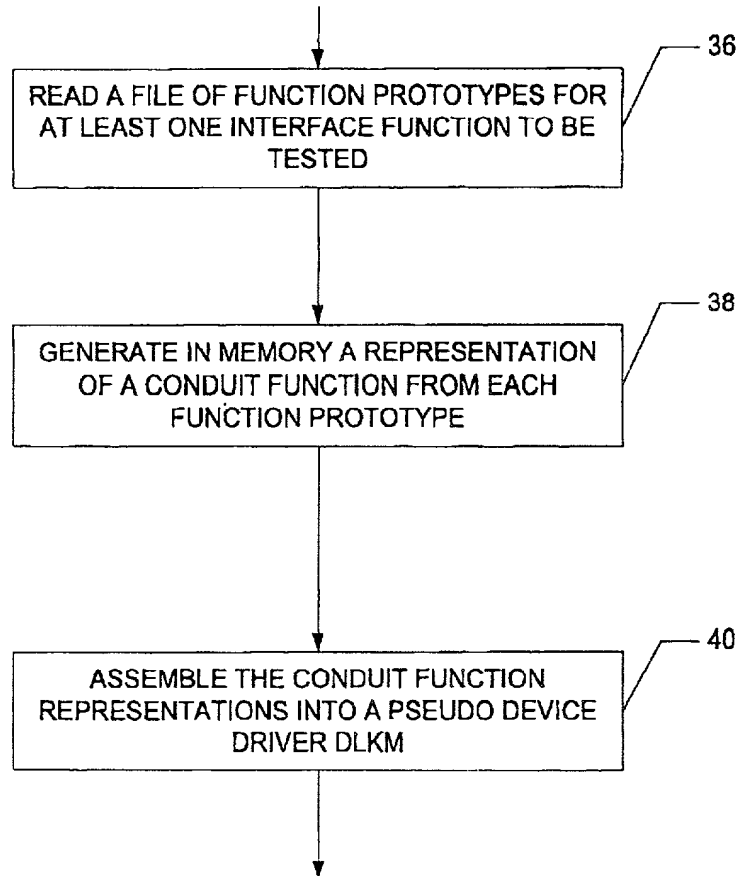 36
READ A FILE OF FUNCTION PROTOTYPES FOR
AT LEAST ONE INTERFACE FUNCTION TO BE
TESTED
38
GENERATE IN MEMORY A REPRESENTATION
OF A CONDUIT FUNCTION FROM EACH
FUNCTION PROTOTYPE
40
ASSEMBLE THE CONDUIT FUNCTION
REPRESENTATIONS INTO A PSEUDO DEVICE
DRIVER DLKM